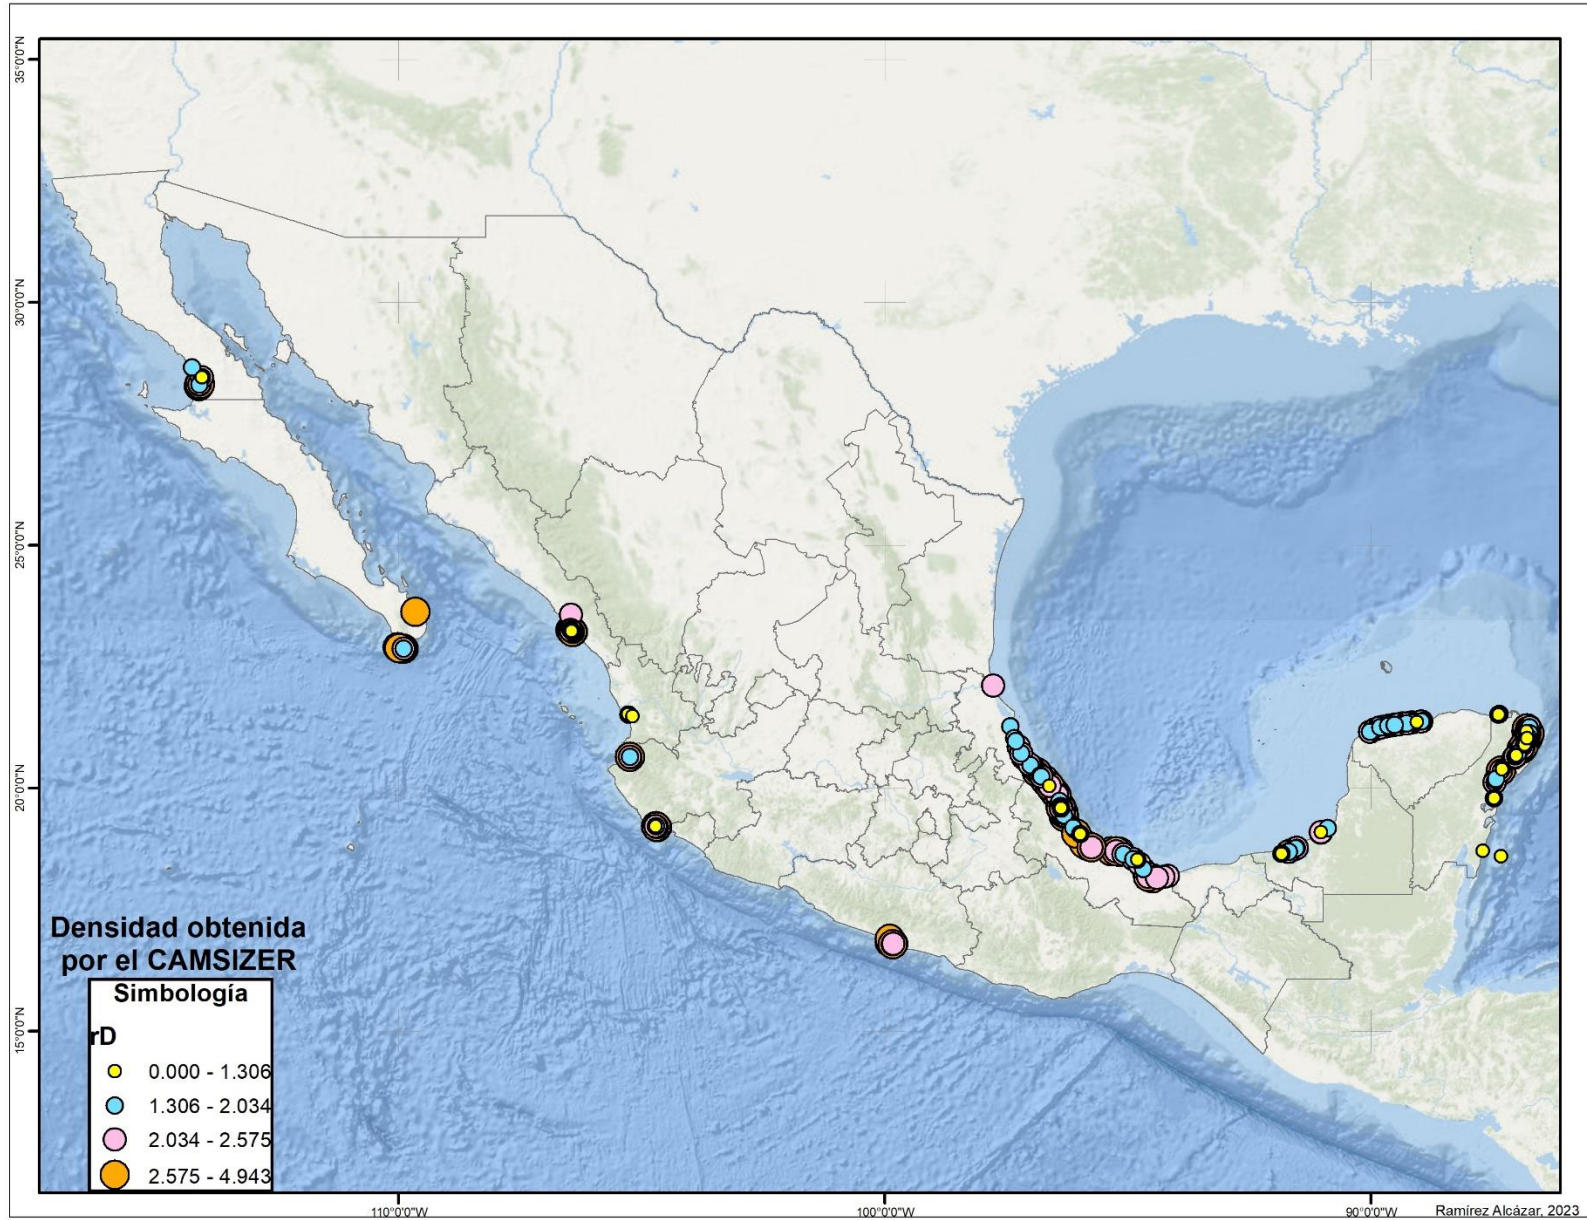 35°0'0"N
30°0'0"N
25°0'0"N
20°0'0"N
15°0'0"N
Densidad obtenida
por el CAMSIZER
Simbología
rD
0.000 - 1.306
1.306 - 2.034
2.034 - 2.575
2.575 - 4.943
110°0'0"W
100°0'0"W
90°0'0"W
Ramírez Alcázar, 2023